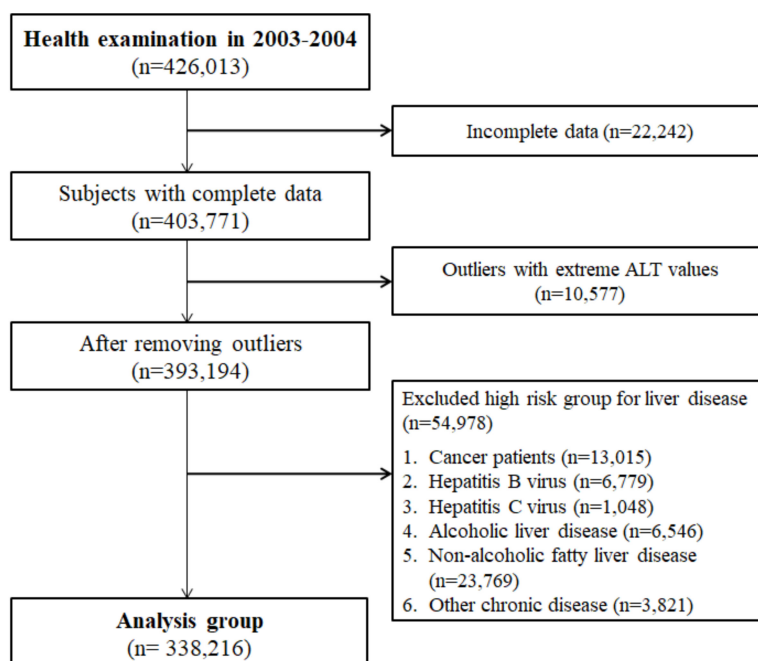 Health examination in 2003-2004
(n=426,013)
Incomplete data (n=22,242)
Subjects with complete data
(n=403,771)
Outliers with extreme ALT values
(n=10,577)
After removing outliers
(n=393,194)
Excluded high risk group for liver disease
(n=54,978)
1. Cancer patients (n=13,015)
2. Hepatitis B virus (n=6,779)
3. Hepatitis C virus (n=1,048)
4. Alcoholic liver disease (n=6,546)
5. Non-alcoholic fatty liver disease
(n=23,769)
6. Other chronic disease (n=3,821)
Analysis group
(n= 338,216)